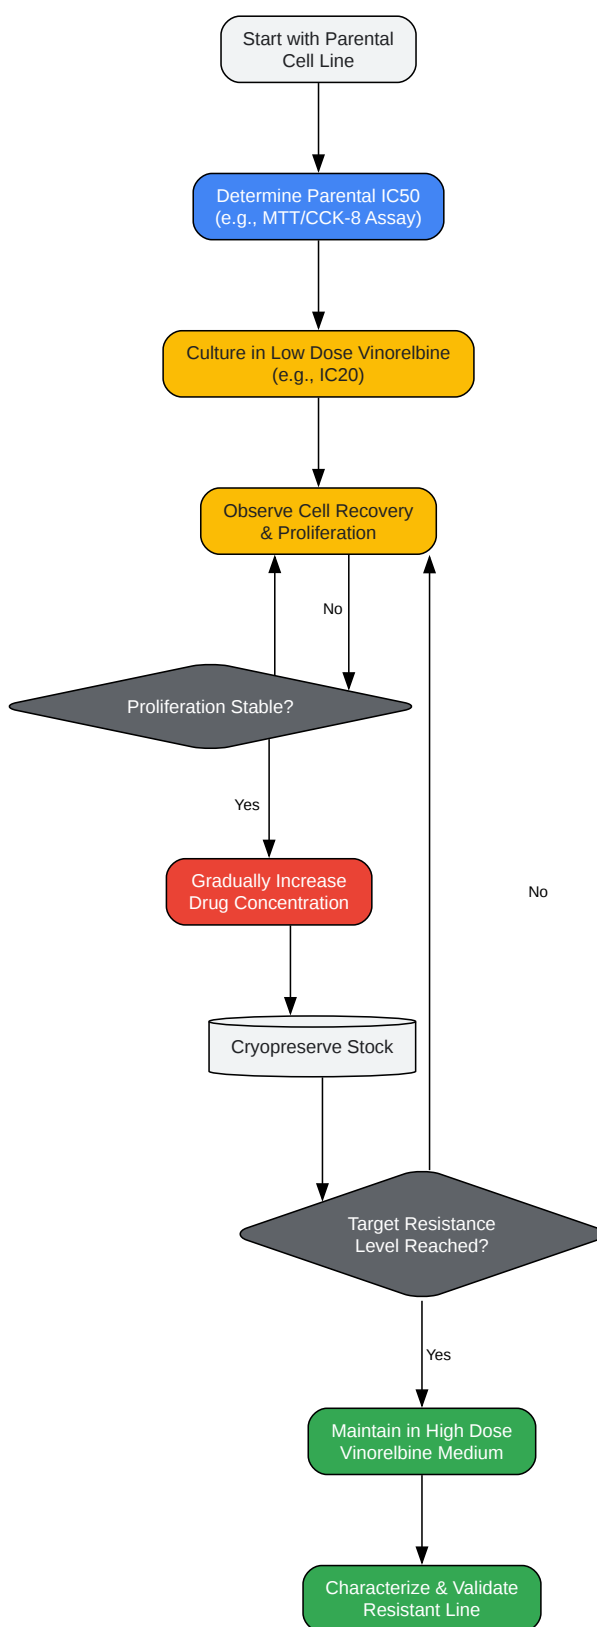 Start with Parental
Cell Line
Determine Parental IC50
(e.g., MTT/CCK-8 Assay)
Culture in Low Dose Vinorelbine
(e.g., IC20)
Observe Cell Recovery
& Proliferation
No
Proliferation Stable?
Yes
Gradually Increase
Drug Concentration
No
Cryopreserve Stock
Target Resistance
Level Reached?
Yes
Maintain in High Dose
Vinorelbine Medium
Characterize & Validate
Resistant Line